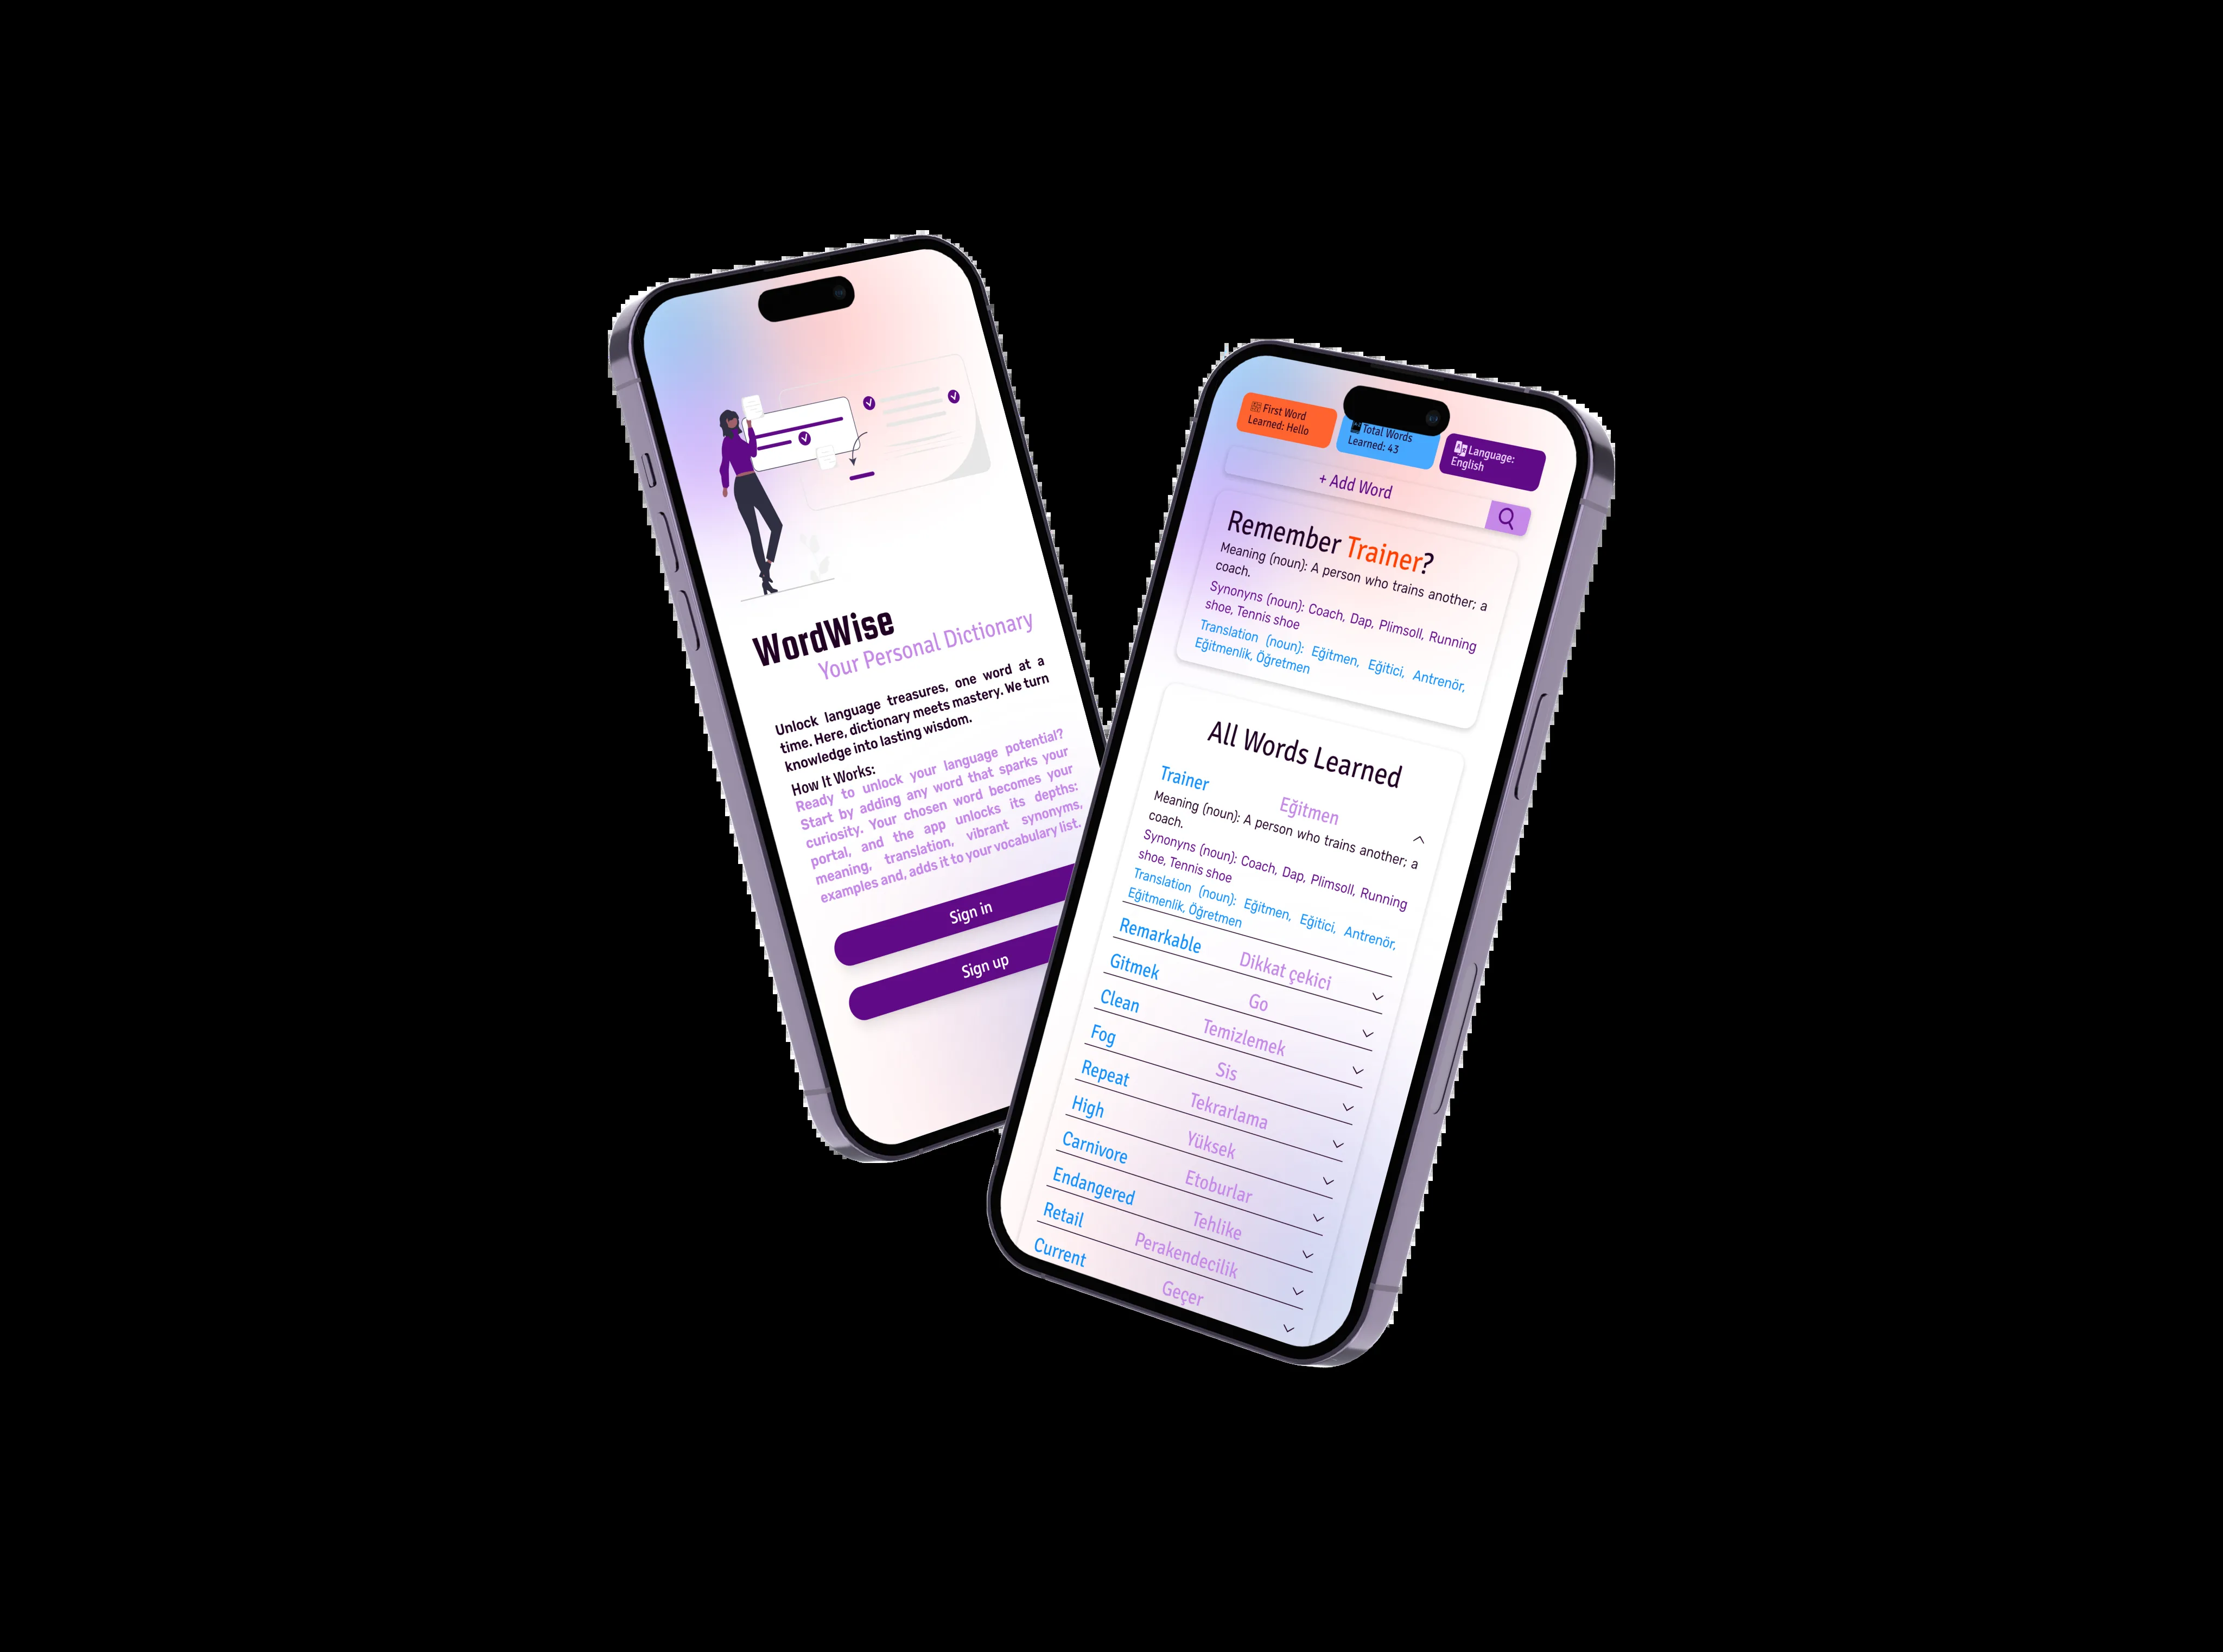 WordWise
Your Personal Dictionary
Unlock language treasures, one word at a
time. Here, dictionary meets mastery. We turn
knowledge into lasting wisdom.
How It Works:
Ready to unlock your language potential?
Start by adding any word that sparks your
curiosity. Your chosen word becomes your
portal, and the app unlocks its depths:
meaning, translation, vibrant synonyms,
examples and, adds it to your vocabulary list.
Sign in
Sign up
First Word
Learned: Hello
Total Words
Learned: 43
Language:
English
+ Add Word
Remember Trainer?
Meaning (noun): A person who trains another; a
coach.
Synonyns (noun): Coach, Dap, Plimsoll, Running
shoe, Tennis shoe
Translation (noun): Eğitmen, Eğitici, Antrenör,
Eğitmenlik, Öğretmen
All Words Learned
Trainer Eğitmen
Meaning (noun): A person who trains another; a
coach.
Synonyns (noun): Coach, Dap, Plimsoll, Running
shoe, Tennis shoe
Translation (noun): Eğitmen, Eğitici, Antrenör,
Eğitmenlik, Öğretmen
Remarkable Dikkat çekici
Gitmek Go
Clean Temizlemek
Fog Sis
Repeat Tekrarlama
High Yüksek
Carnivore Etoburlar
Endangered Tehlike
Retail Perakendecilik
Current Geçer